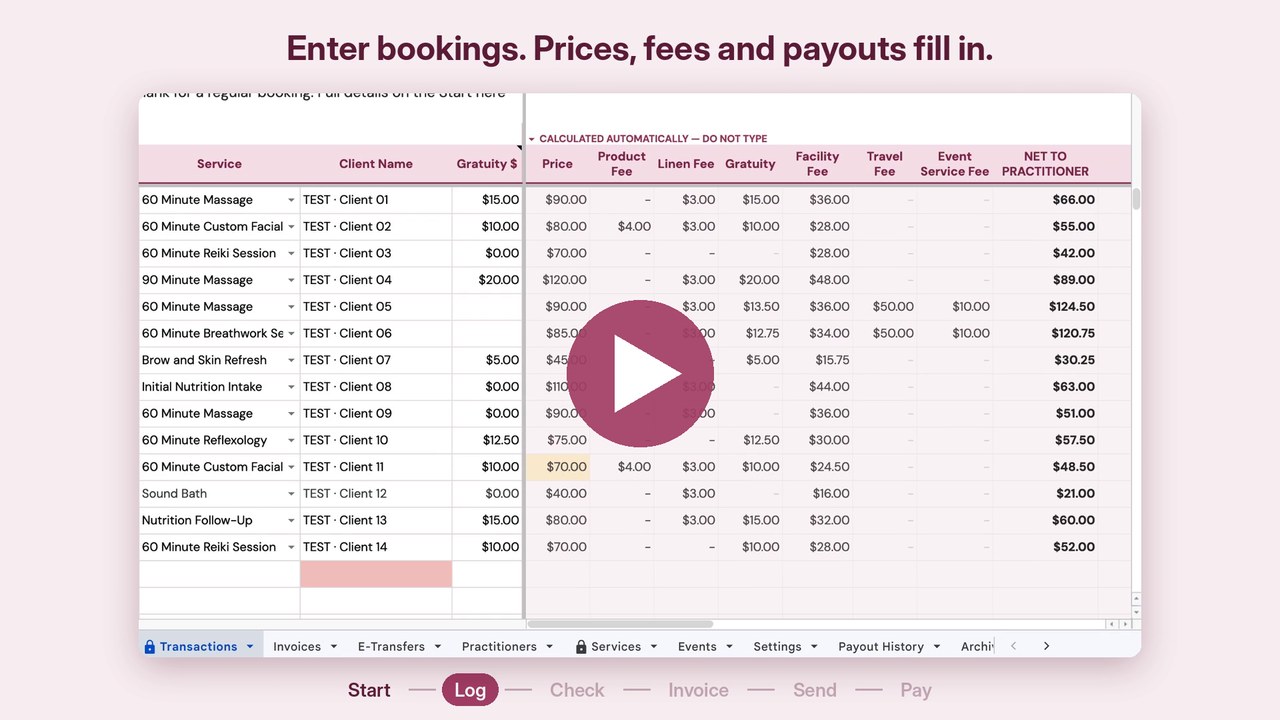 Enter bookings. Prices, fees and payouts fill in.
for a regular booking. Full details on the Start here
CALCULATED AUTOMATICALLY — DO NOT TYPE
Service Client Name Gratuity $ Price Product Fee Linen Fee Gratuity Facility Fee Travel Fee Event Service Fee NET TO PRACTITIONER
60 Minute Massage TEST · Client 01 $15.00 $90.00 - $3.00 $15.00 $36.00 - - $66.00
60 Minute Custom Facial TEST · Client 02 $10.00 $80.00 $4.00 $3.00 $10.00 $28.00 - - $55.00
60 Minute Reiki Session TEST · Client 03 $0.00 $70.00 - - - $28.00 - - $42.00
90 Minute Massage TEST · Client 04 $20.00 $120.00 - $3.00 $20.00 $48.00 - - $89.00
60 Minute Massage TEST · Client 05 $90.00 $3.00 $13.50 $36.00 $50.00 $10.00 $124.50
60 Minute Breathwork Se TEST · Client 06 $85.00 $12.75 $34.00 $50.00 $10.00 $120.75
Brow and Skin Refresh TEST · Client 07 $5.00 $5.00 $15.75 - - $30.25
Initial Nutrition Intake TEST · Client 08 $0.00 - $44.00 - - $63.00
60 Minute Massage TEST · Client 09 $0.00 - $36.00 - - $51.00
60 Minute Reflexology TEST · Client 10 $12.50 $75.00 - - $12.50 $30.00 - - $57.50
60 Minute Custom Facial TEST · Client 11 $10.00 $70.00 $4.00 $3.00 $10.00 $24.50 - - $48.50
Sound Bath TEST · Client 12 $0.00 $40.00 - $3.00 - $16.00 - - $21.00
Nutrition Follow-Up TEST · Client 13 $15.00 $80.00 - $3.00 $15.00 $32.00 - - $60.00
60 Minute Reiki Session TEST · Client 14 $10.00 $70.00 - - $10.00 $28.00 - - $52.00
Transactions Invoices E-Transfers Practitioners Services Events Settings Payout History Archi
Start Log Check Invoice Send Pay